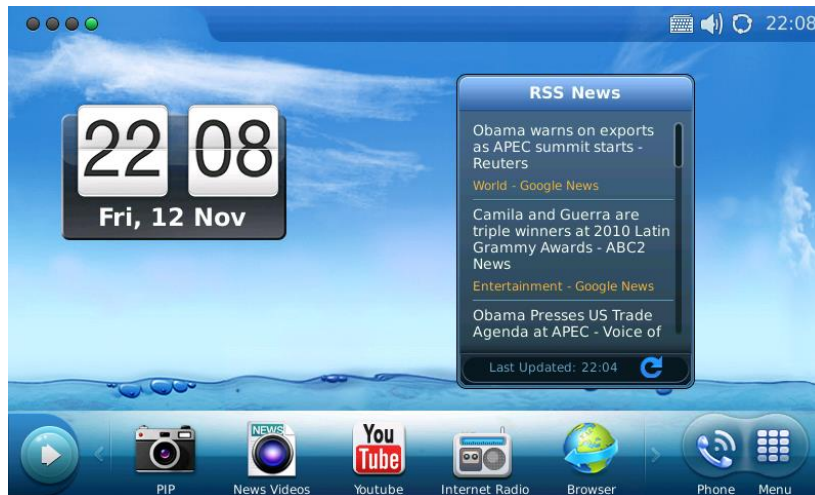 22:08
22 08
Fri, 12 Nov
RSS News
Obama warns on exports
as APEC summit starts -
Reuters
World - Google News
Camila and Guerra are
triple winners at 2010 Latin
Grammy Awards - ABC2
News
Entertainment - Google News
Obama Presses US Trade
Agenda at APEC - Voice of
Last Updated: 22:04
NEWS
You
Tube
PIP
News Videos
Youtube
Internet Radio
Browser
Phone
Menu